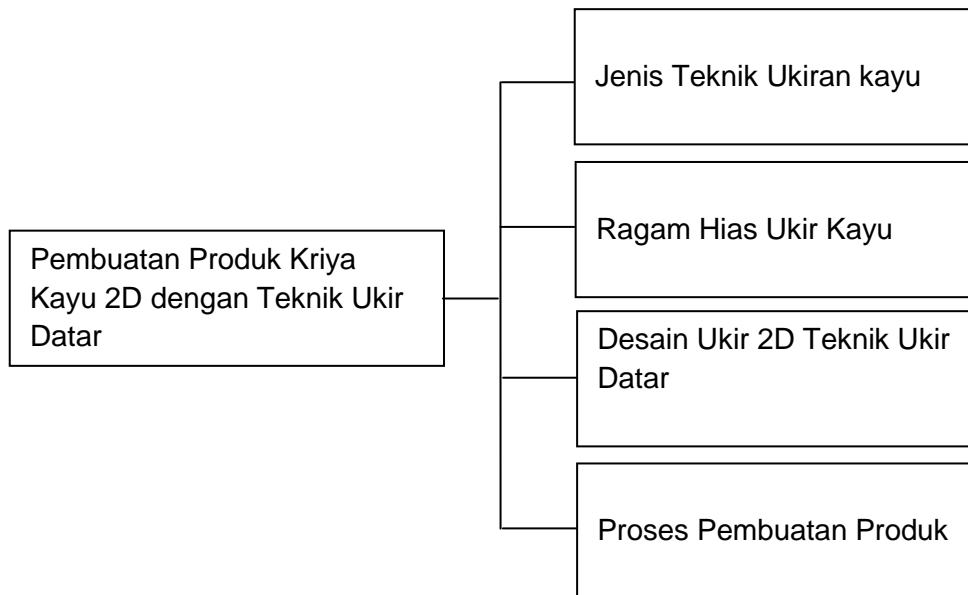 Jenis Teknik Ukiran kayu
Ragam Hias Ukir Kayu
Pembuatan Produk Kriya
Kayu 2D dengan Teknik Ukir
Datar
Desain Ukir 2D Teknik Ukir
Datar
Proses Pembuatan Produk